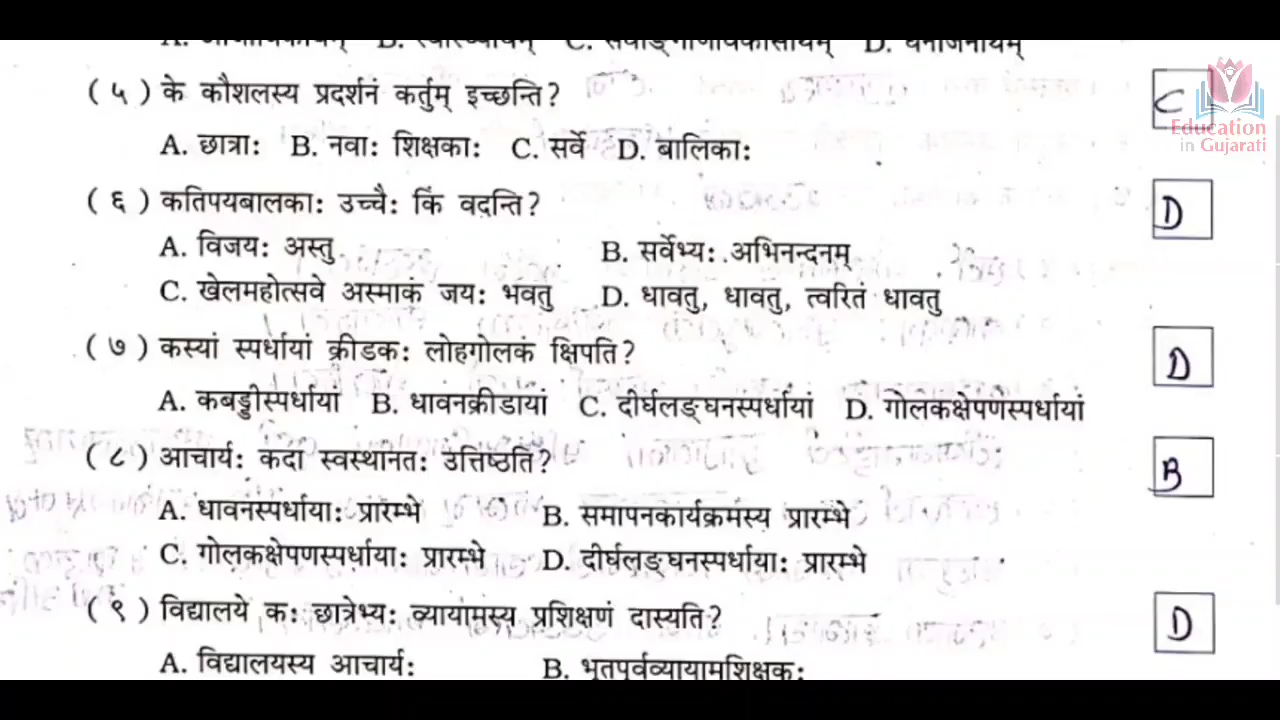 ( ५ ) के कौशलस्य प्रदर्शनं कर्तुम् इच्छन्ति? C
A. छात्राः B. नवाः शिक्षकाः C. सर्वे D. बालिकाः
Education
in Gujarati
( ६ ) कतिपयबालकाः उच्चैः किं वदन्ति? D
A. विजयः अस्तु B. सर्वेभ्यः अभिनन्दनम्
C. खेलमहोत्सवे अस्माकं जयः भवतु D. धावतु, धावतु, त्वरितं धावतु
( ७ ) कस्यां स्पर्धायां क्रीडकः लोहगोलकं क्षिपति? D
A. कबड्डीस्पर्धायां B. धावनक्रीडायां C. दीर्घलङ्घनस्पर्धायां D. गोलकक्षेपणस्पर्धायां
( ८ ) आचार्यः कदा स्वस्थानतः उत्तिष्ठति? B
A. धावनस्पर्धायाः प्रारम्भे B. समापनकार्यक्रमस्य प्रारम्भे
C. गोलकक्षेपणस्पर्धायाः प्रारम्भे D. दीर्घलङ्घनस्पर्धायाः प्रारम्भे
( ९ ) विद्यालये कः छात्रेभ्यः व्यायामस्य प्रशिक्षणं दास्यति? D
A. विद्यालयस्य आचार्यः B. भूतपूर्वव्यायामशिक्षकः